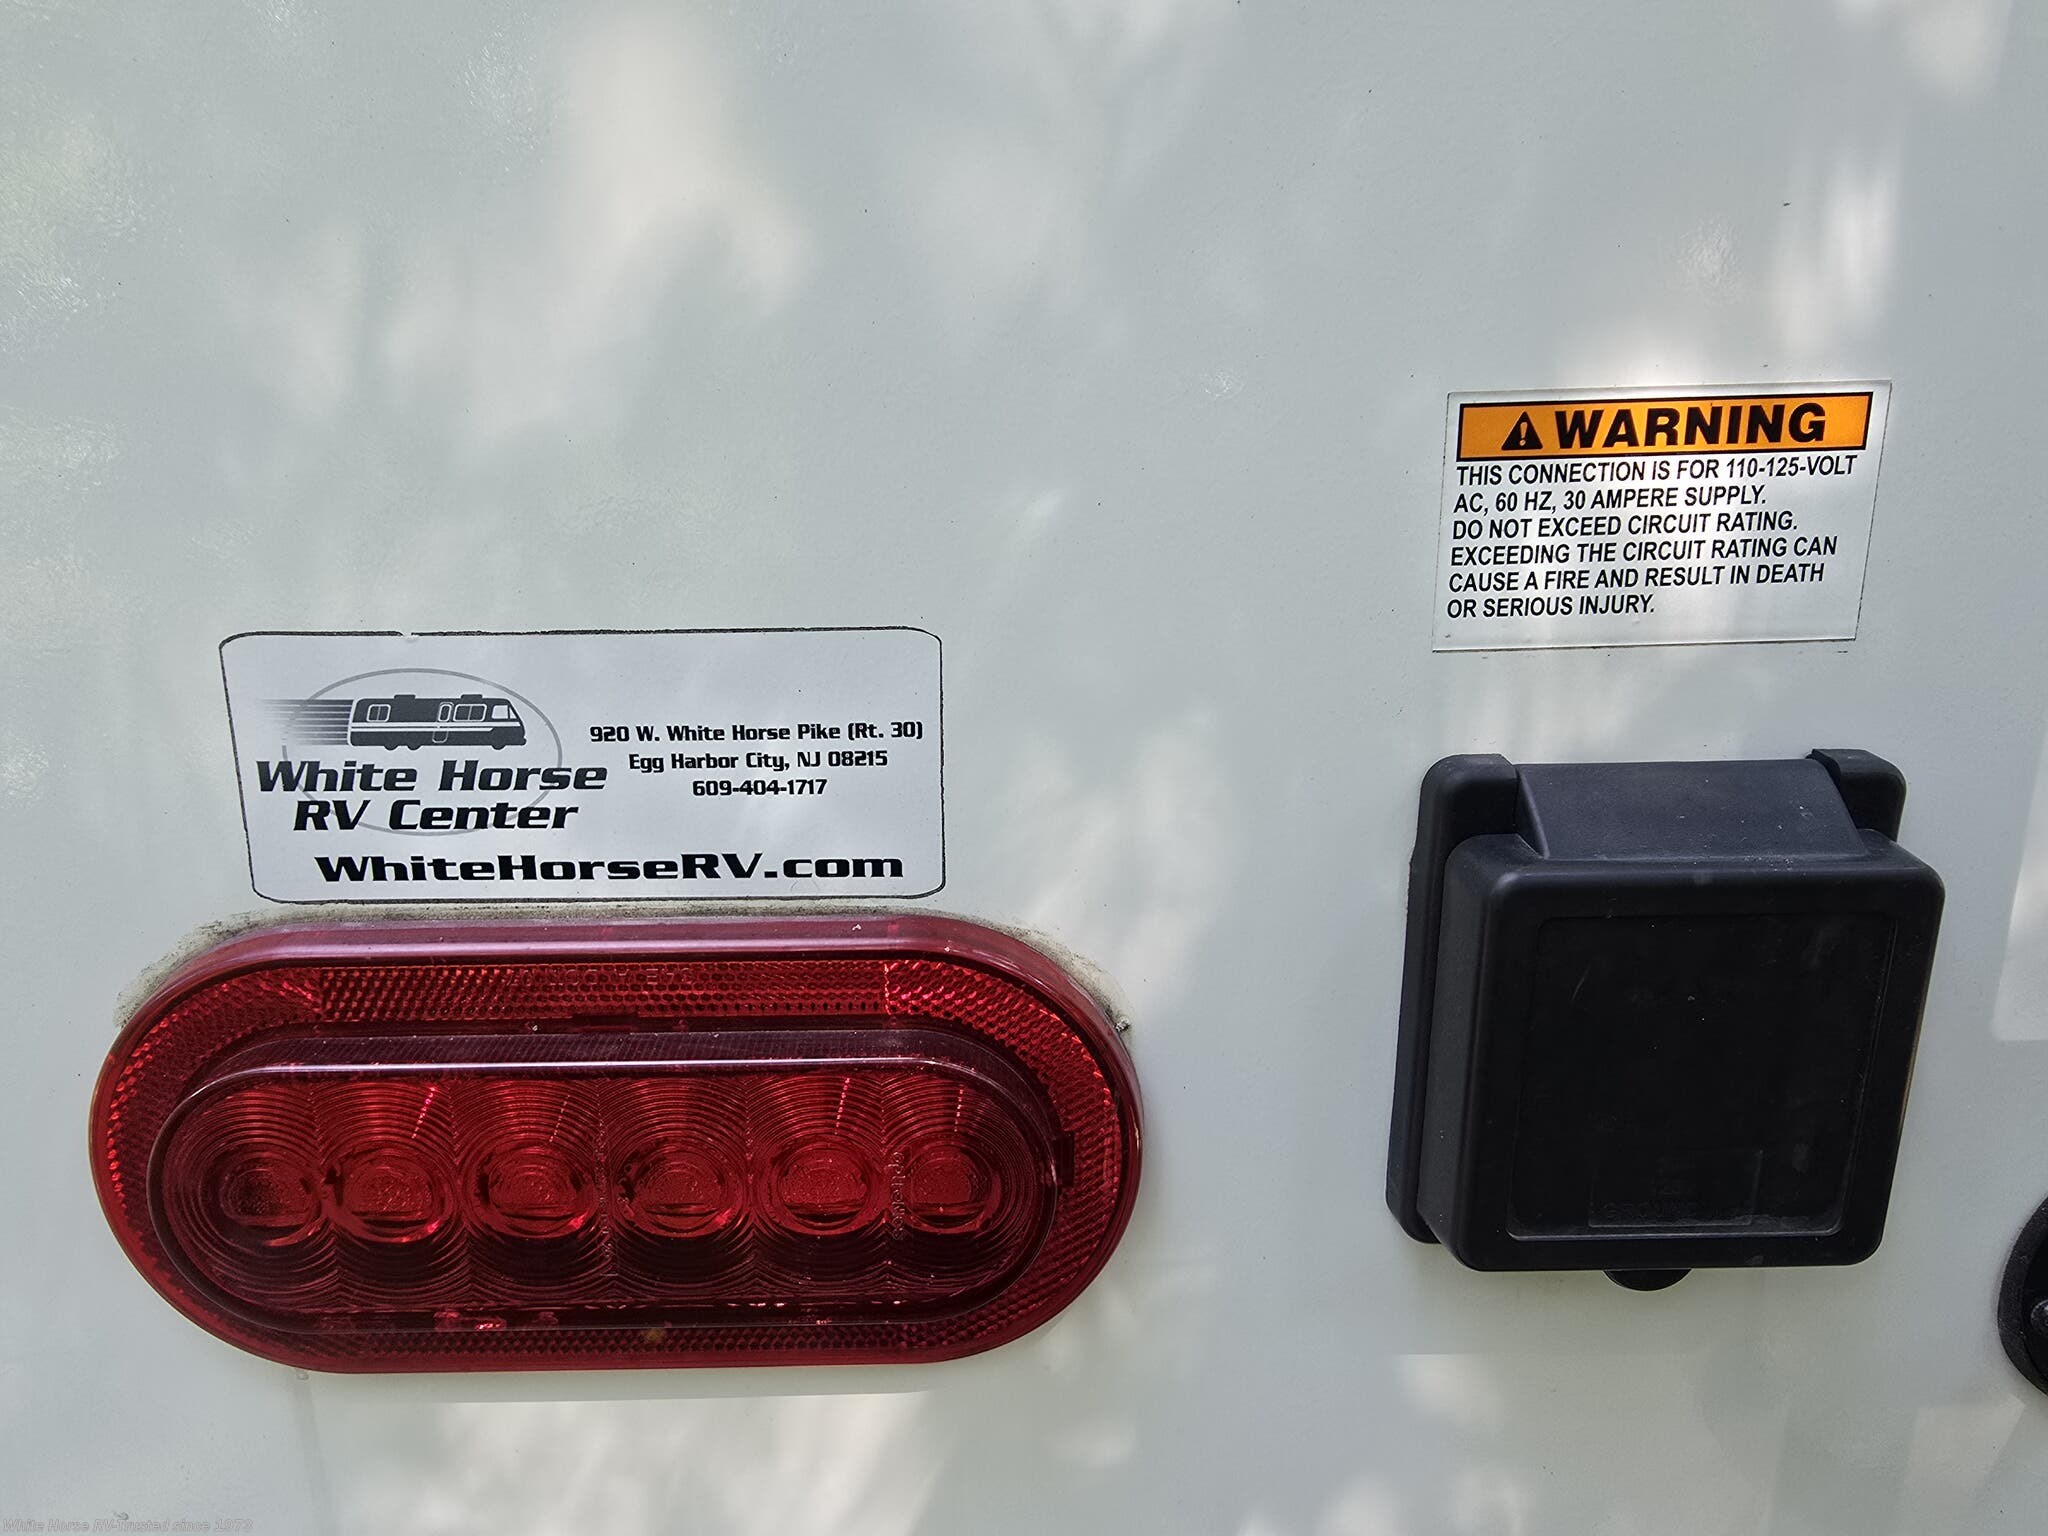 WARNING
THIS CONNECTION IS FOR 110-125-VOLT
AC, 60 HZ, 30 AMPERE SUPPLY.
DO NOT EXCEED CIRCUIT RATING.
EXCEEDING THE CIRCUIT RATING CAN
CAUSE A FIRE AND RESULT IN DEATH
OR SERIOUS INJURY.
White Horse
RV Center
920 W. White Horse Pike (Rt. 30)
Egg Harbor City, NJ 08215
609-404-1717
WhiteHorseRV.com
White Horse RV-Trusted since 1973